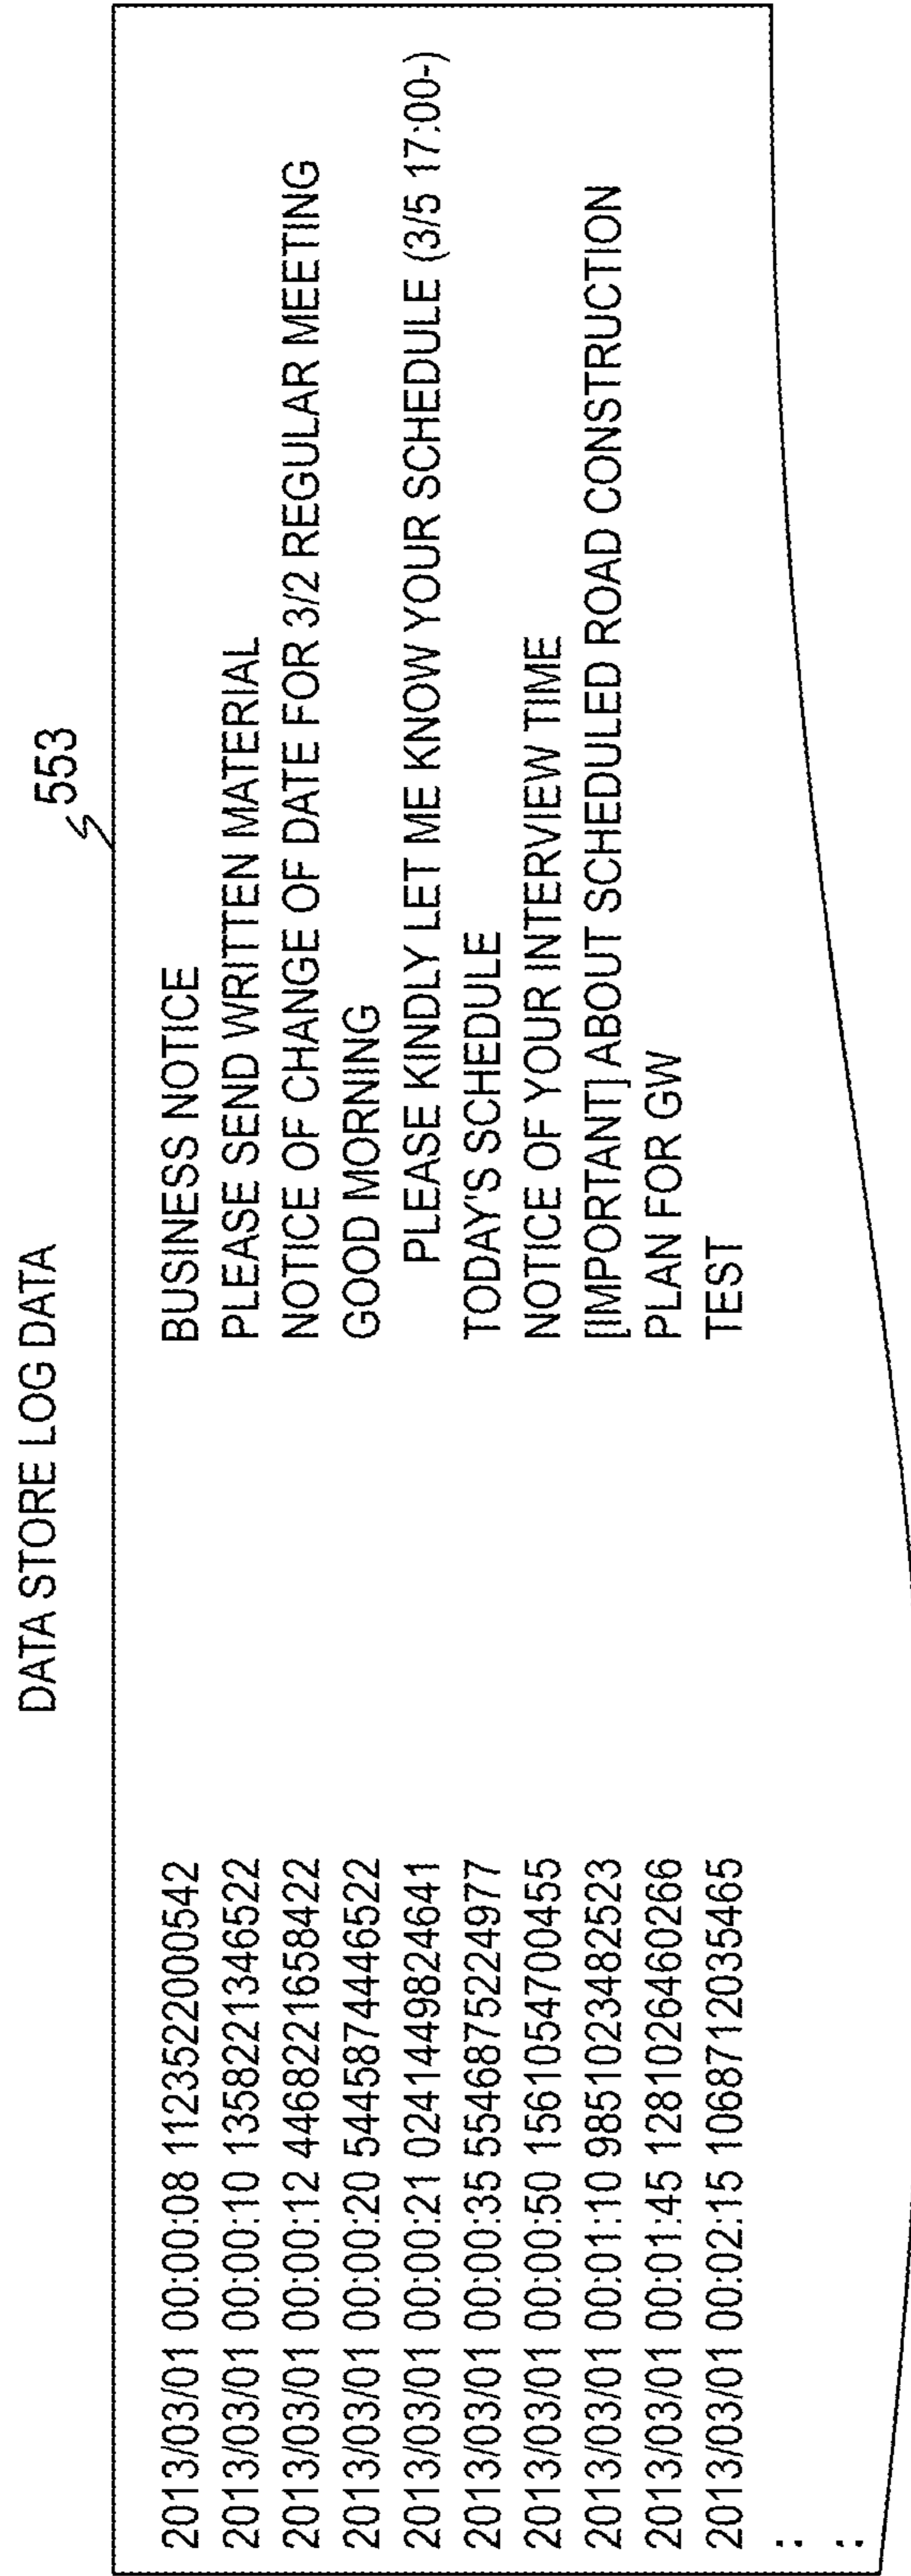 DATA STORE LOG DATA
553
2013/03/01 00:00:08 112352200542 BUSINESS NOTICE
2013/03/01 00:00:10 1358221346522 PLEASE SEND WRITTEN MATERIAL
2013/03/01 00:00:12 4468221658422 NOTICE OF CHANGE OF DATE FOR 3/2 REGULAR MEETING
2013/03/01 00:00:20 5445874446522 GOOD MORNING
2013/03/01 00:00:21 0241449824641 PLEASE KINDLY LET ME KNOW YOUR SCHEDULE (3/5 17:00-)
2013/03/01 00:00:35 5546875224977 TODAY'S SCHEDULE
2013/03/01 00:00:50 1561054700455 NOTICE OF YOUR INTERVIEW TIME
2013/03/01 00:01:10 9851023482523 [IMPORTANT] ABOUT SCHEDULED ROAD CONSTRUCTION
2013/03/01 00:01:45 1281026460266 PLAN FOR GW
2013/03/01 00:02:15 1068712035465 TEST
:
: